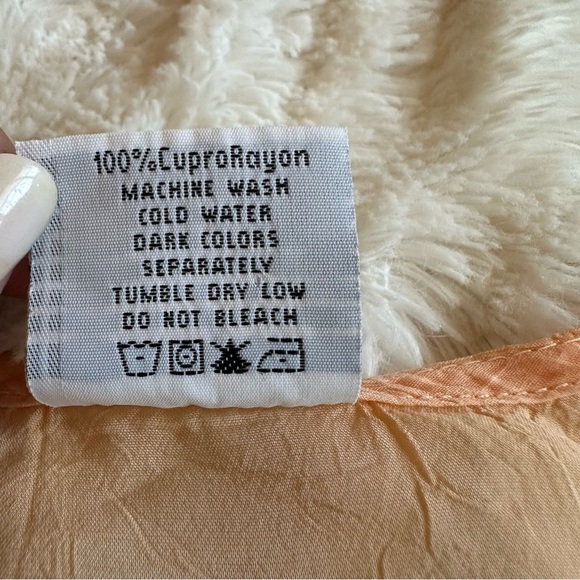 100%CuproRayon
MACHINE WASH
COLD WATER
DARK COLORS
SEPARATELY
TUMBLE DRY LOW
DO NOT BLEACH